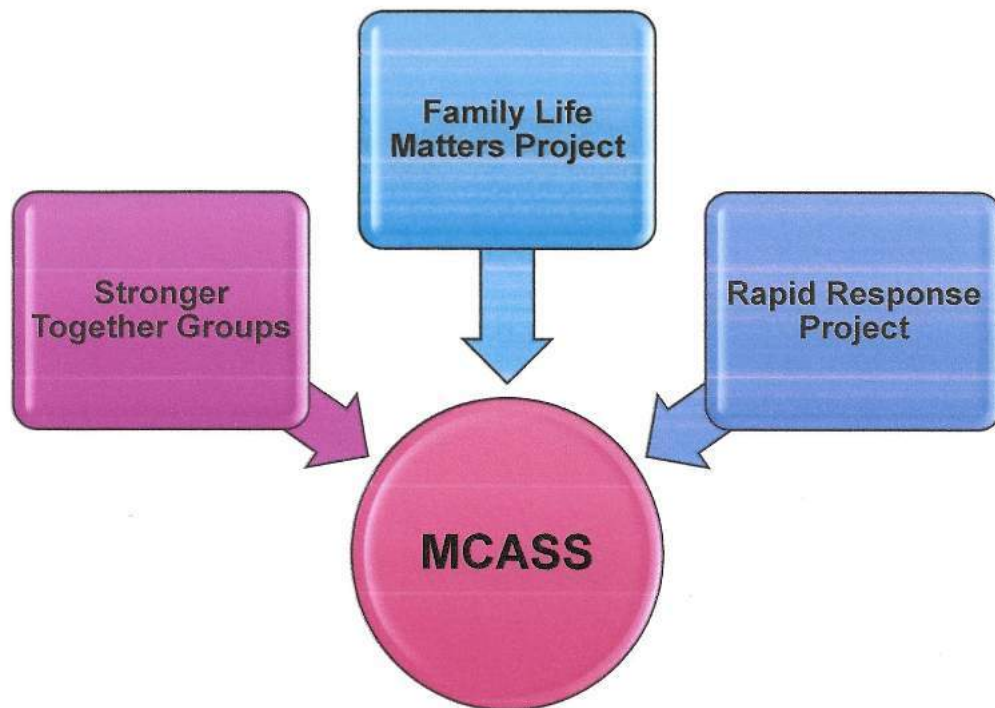 Family Life
Matters Project
Stronger
Together Groups
Rapid Response
Project
MCASS